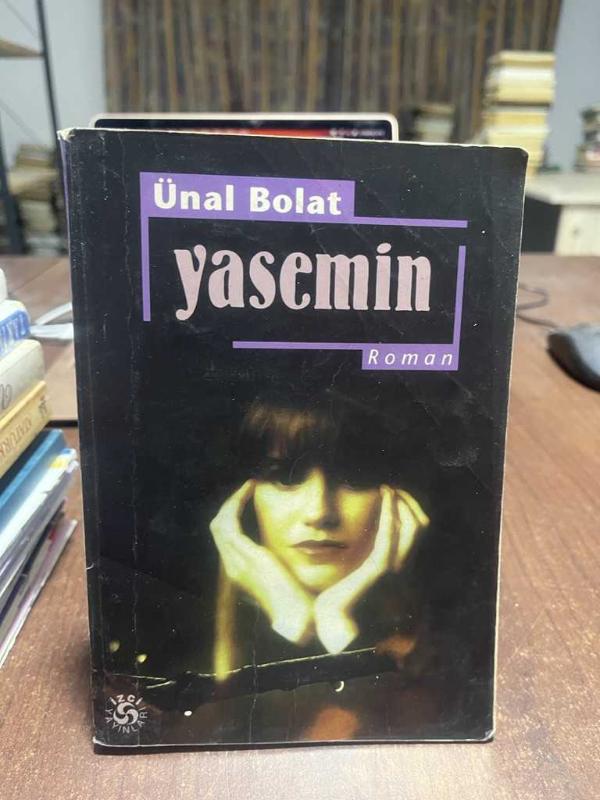 Ünal Bolat
yasemin
Roman
İZCİ
YAYINLARI